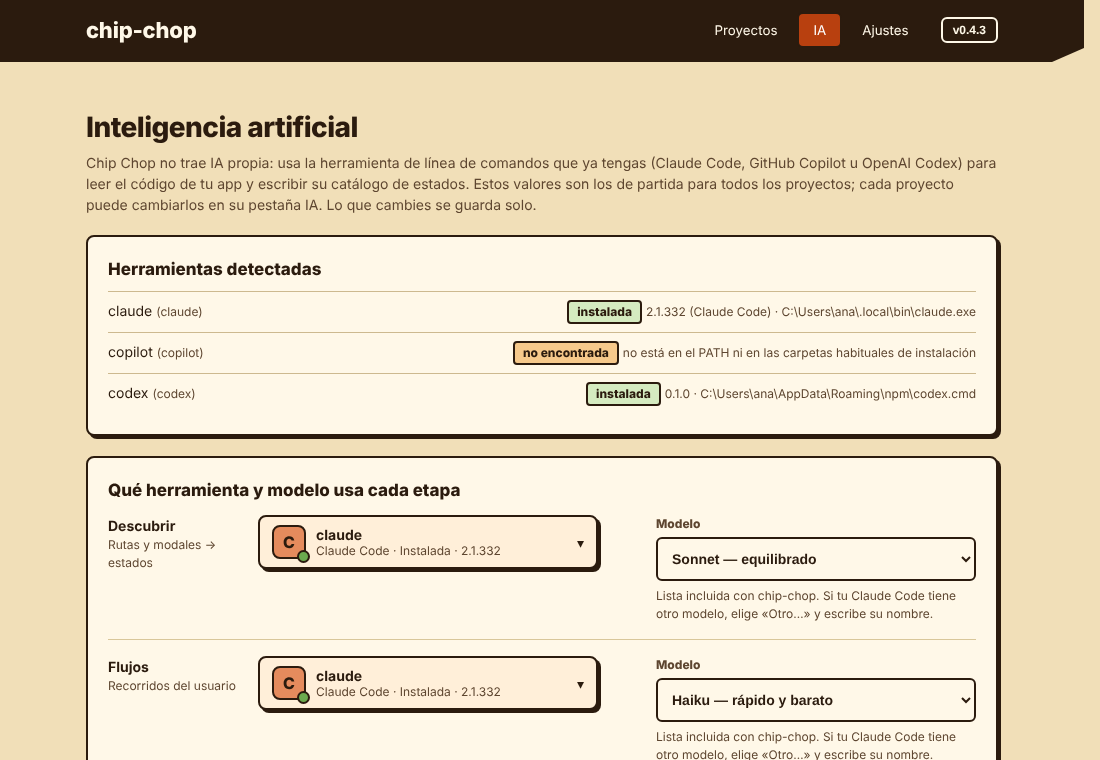 chip-chop
Proyectos
IA
Ajustes
v0.4.3
Inteligencia artificial
Chip Chop no trae IA propia: usa la herramienta de línea de comandos que ya tengas (Claude Code, GitHub Copilot u OpenAI Codex) para
leer el código de tu app y escribir su catálogo de estados. Estos valores son los de partida para todos los proyectos; cada proyecto
puede cambiarlos en su pestaña IA. Lo que cambies se guarda solo.
Herramientas detectadas
claude (claude) instalada 2.1.332 (Claude Code) · C:\Users\ana\.local\bin\claude.exe
copilot (copilot) no encontrada no está en el PATH ni en las carpetas habituales de instalación
codex (codex) instalada 0.1.0 · C:\Users\ana\AppData\Roaming\npm\codex.cmd
Qué herramienta y modelo usa cada etapa
Descubrir
Rutas y modales →
estados
C
claude
Claude Code · Instalada · 2.1.332
▼
Modelo
Sonnet — equilibrado
Lista incluida con chip-chop. Si tu Claude Code tiene
otro modelo, elige «Otro…» y escribe su nombre.
Flujos
Recorridos del usuario
C
claude
Claude Code · Instalada · 2.1.332
▼
Modelo
Haiku — rápido y barato
Lista incluida con chip-chop. Si tu Claude Code tiene
otro modelo, elige «Otro…» y escribe su nombre.